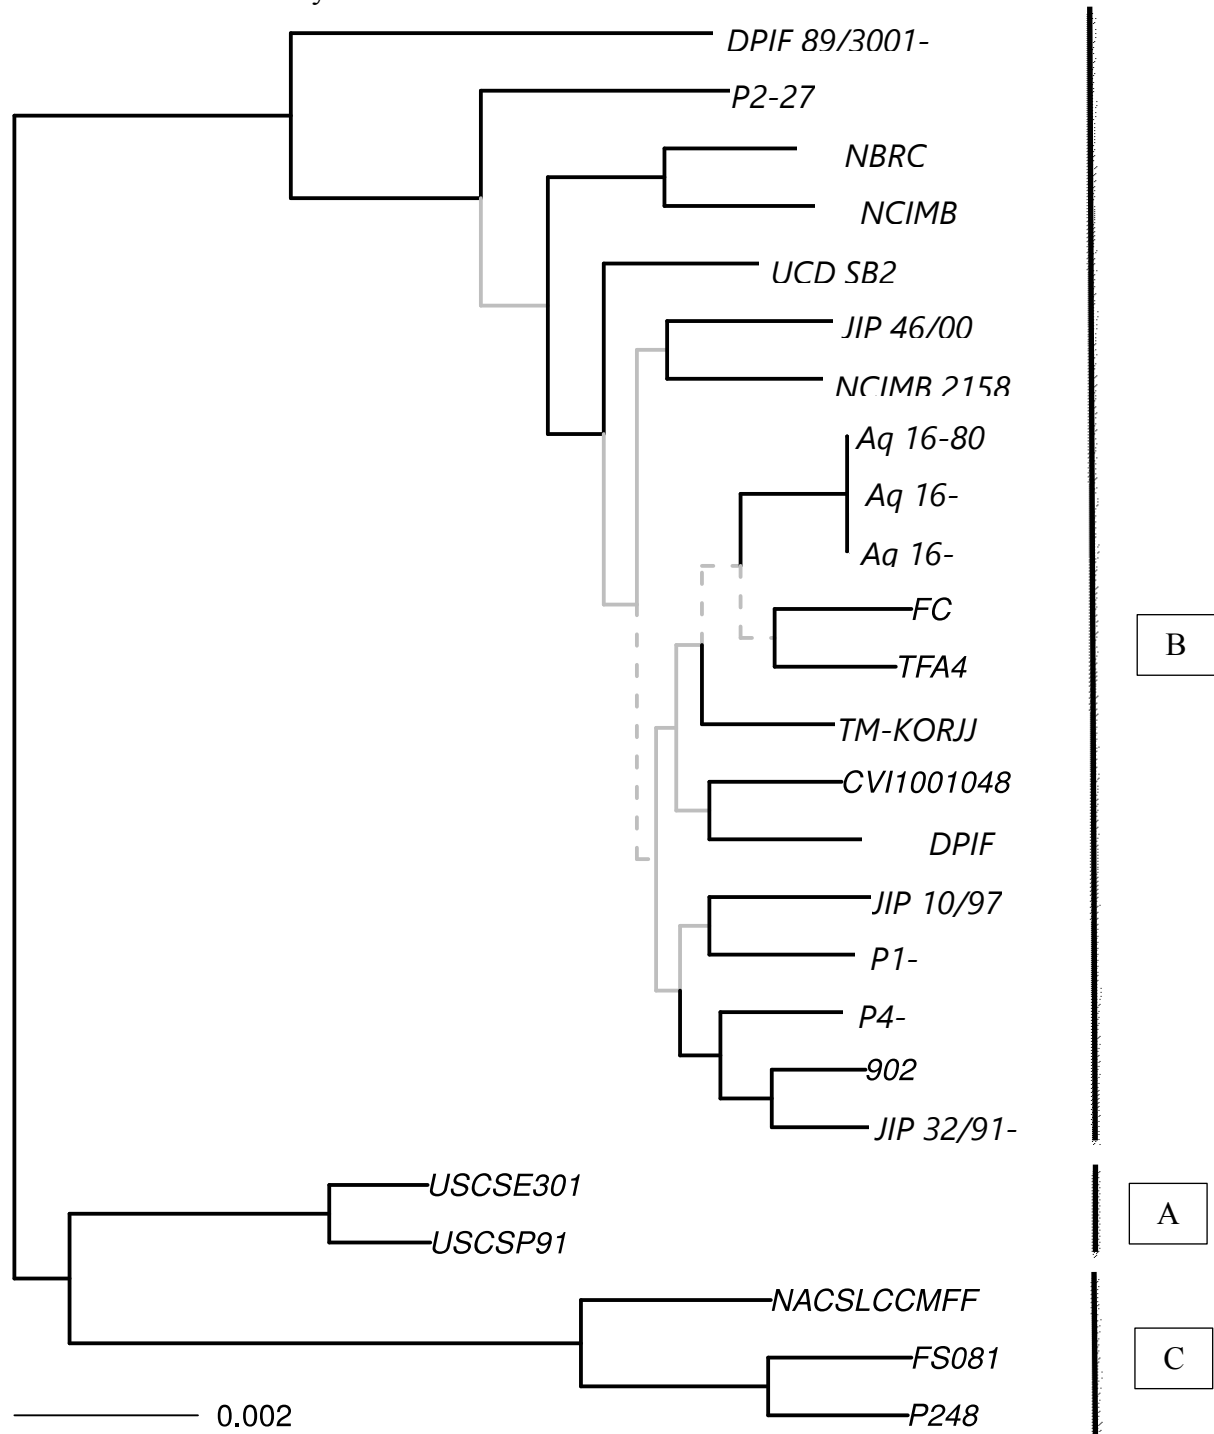 DPIF 89/3001-
P2-27
NBRC
NCIMB
UCD SB2
JIP 46/00
NCIMB 2158
Aq 16-80
Aq 16-
Aq 16-
FC
TFA4
B
TM-KORJJ
CVI1001048
DPIF
JIP 10/97
P1-
P4-
902
JIP 32/91-
USCSE301
A
USCSP91
NACSLCCMFF
FS081
C
P248
0.002